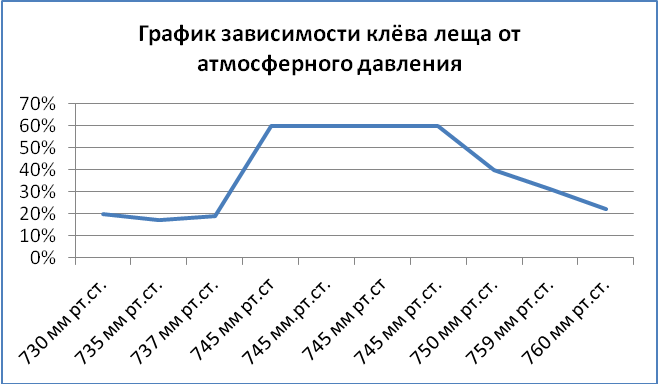 График зависимости клёва леща от
атмосферного давления
70%
60%
50%
40%
30%
20%
10%
0%
730 мм рт.ст.
735 мм рт.ст.
737 мм рт.ст.
745 мм рт.ст
745 мм.рт.ст.
745 мм рт.ст
745 мм рт.ст.
750 мм рт.ст.
759 мм рт.ст.
760 мм рт.ст.